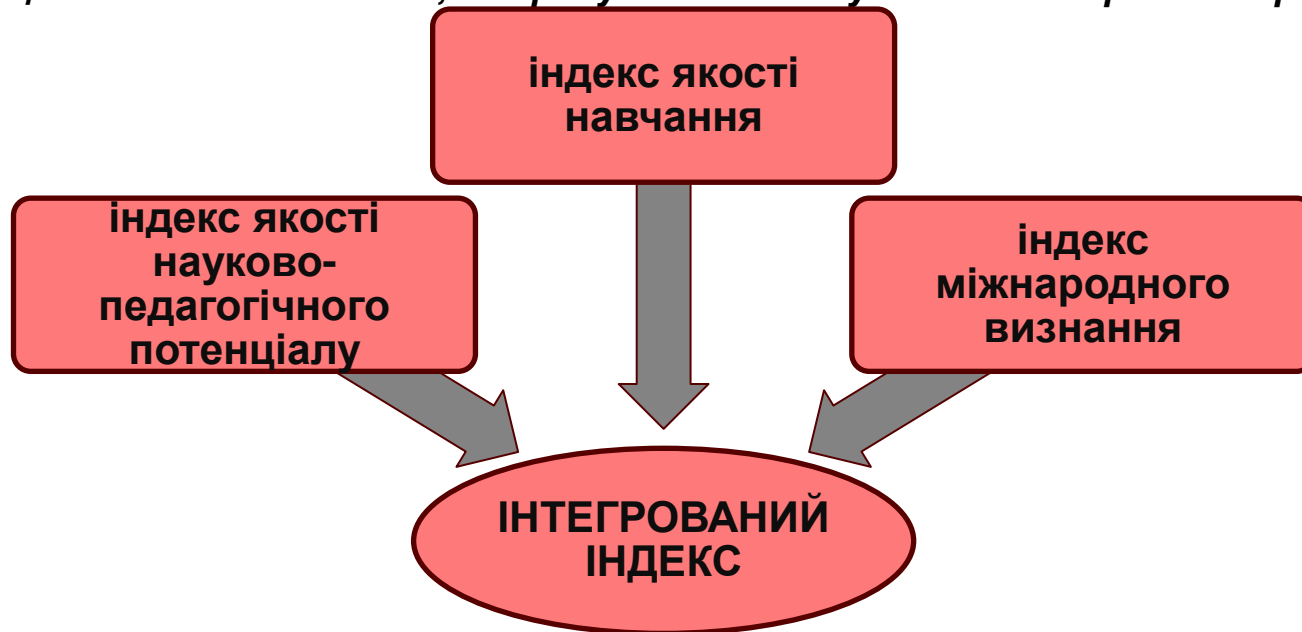 індекс якості
навчання
індекс якості
науково-
педагогічного
потенціалу
індекс
міжнародного
визнання
ІНТЕГРОВАНИЙ
ІНДЕКС